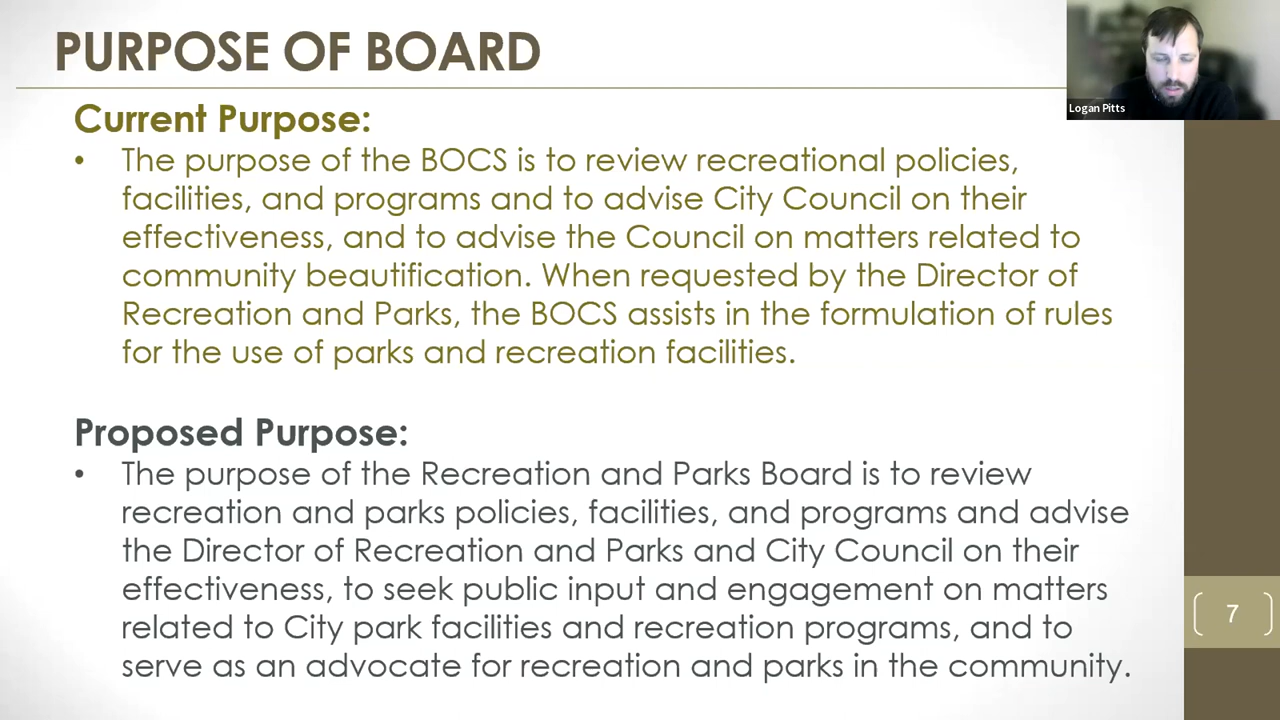 PURPOSE OF BOARD
Logan Pitts
Current Purpose:
• The purpose of the BOCS is to review recreational policies,
facilities, and programs and to advise City Council on their
effectiveness, and to advise the Council on matters related to
community beautification. When requested by the Director of
Recreation and Parks, the BOCS assists in the formulation of rules
for the use of parks and recreation facilities.
Proposed Purpose:
• The purpose of the Recreation and Parks Board is to review
recreation and parks policies, facilities, and programs and advise
the Director of Recreation and Parks and City Council on their
effectiveness, to seek public input and engagement on matters
related to City park facilities and recreation programs, and to
serve as an advocate for recreation and parks in the community.
7